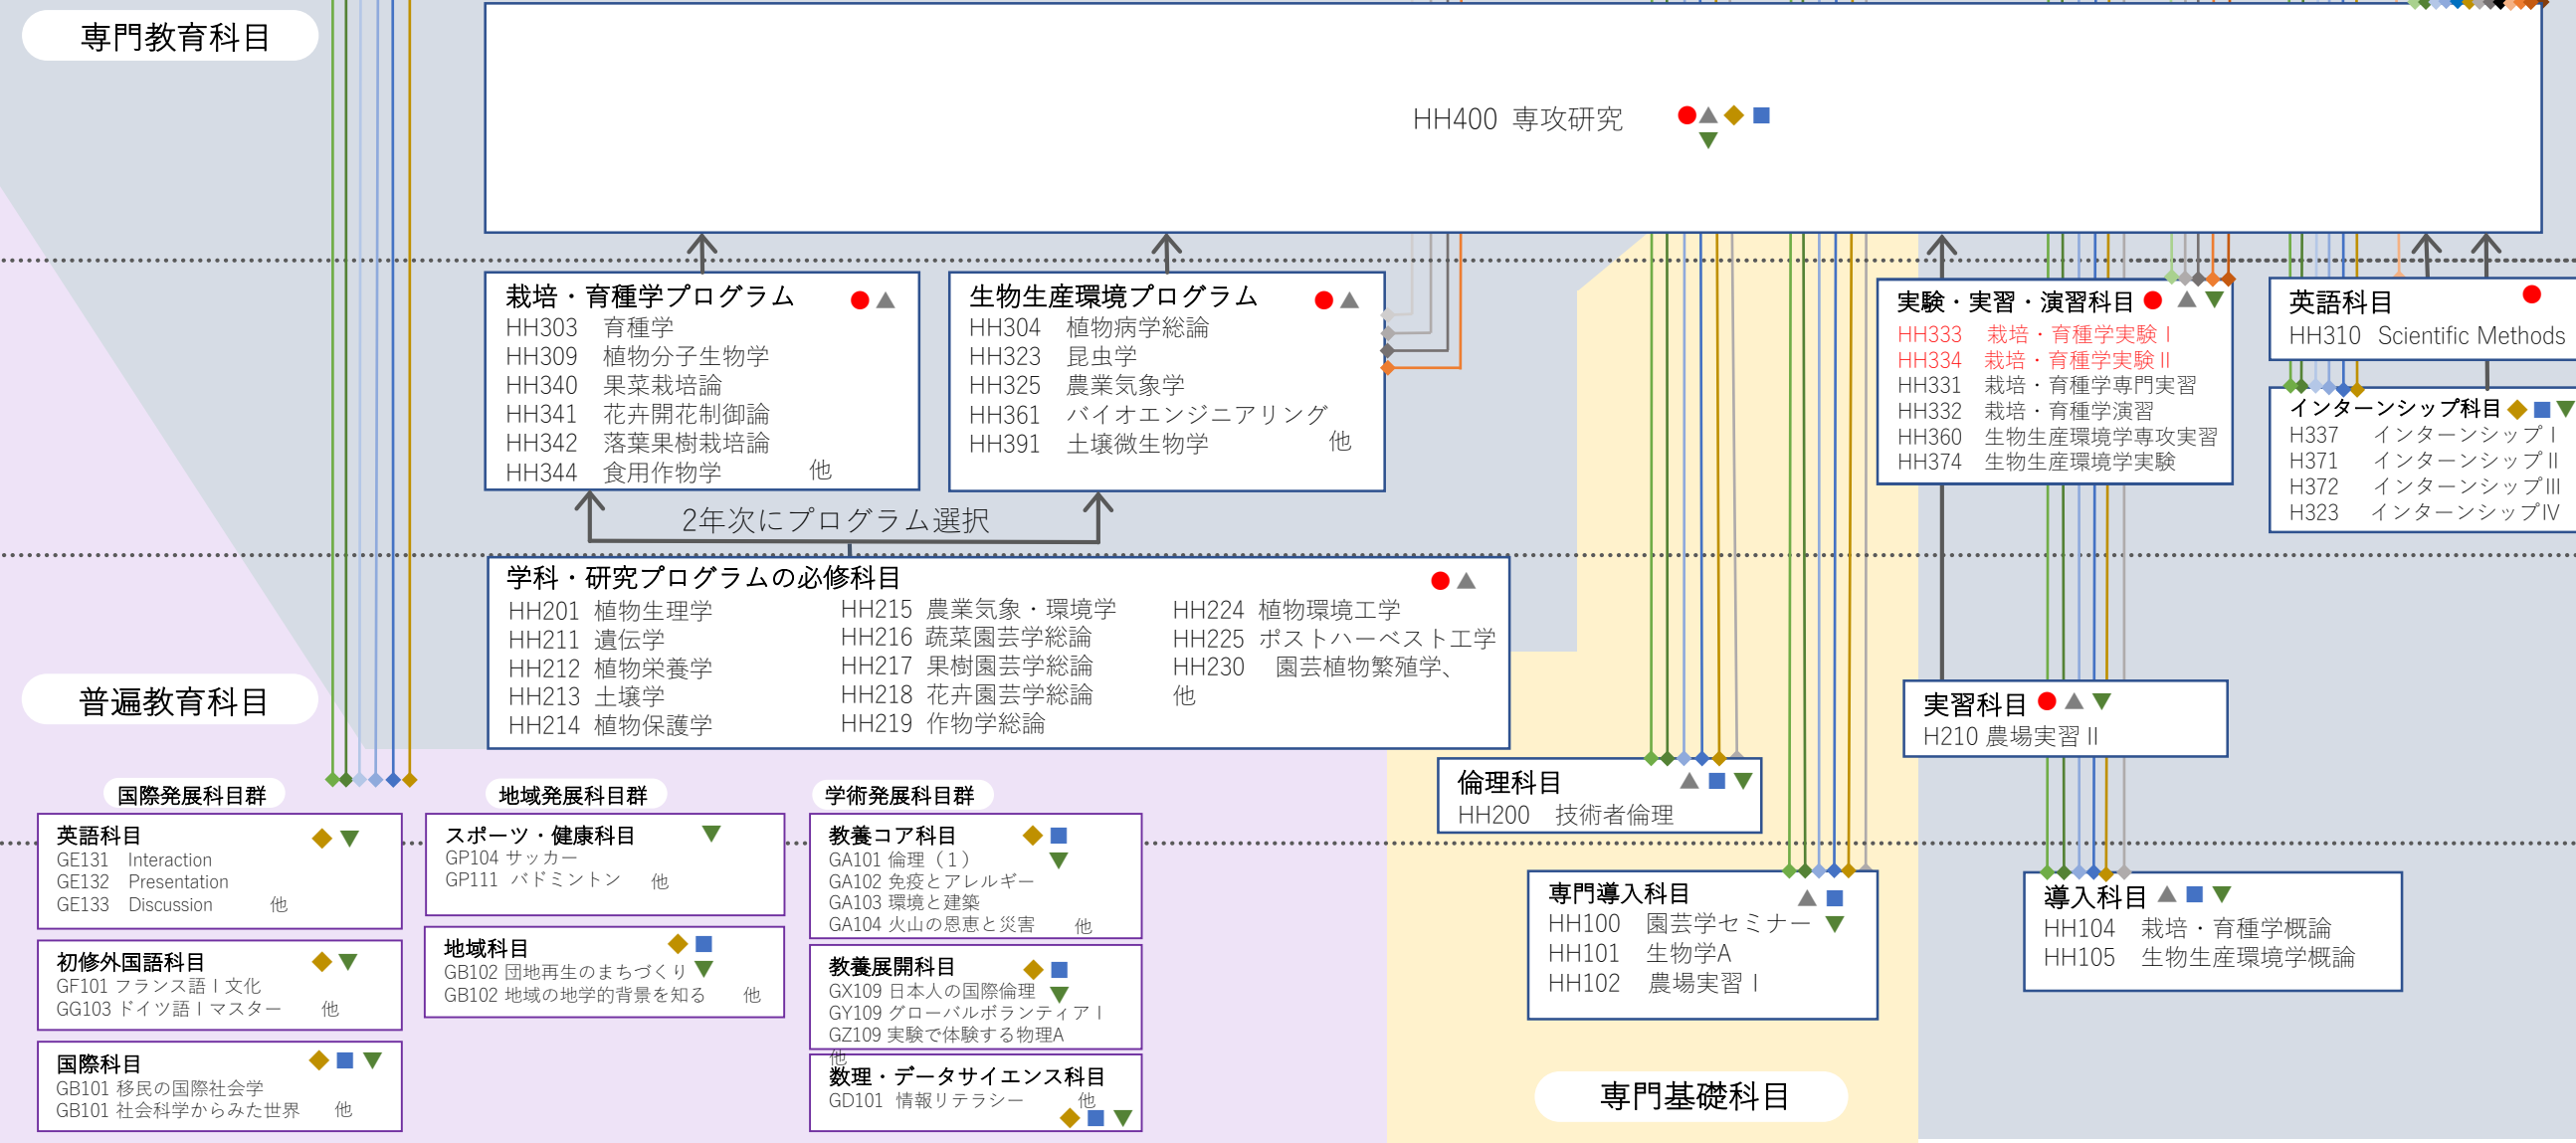 専門教育科目
HH400 専攻研究
栽培・育種学プログラム
HH303 育種学
HH309 植物分子生物学
HH340 果菜栽培論
HH341 花卉開花制御論
HH342 落葉果樹栽培論
HH344 食用作物学 他
生物生産環境プログラム
HH304 植物病学総論
HH323 昆虫学
HH325 農業気象学
HH361 バイオエンジニアリング
HH391 土壌微生物学 他
実験・実習・演習科目
HH333 栽培・育種学実験Ⅰ
HH334 栽培・育種学実験Ⅱ
HH331 栽培・育種学専門実習
HH332 栽培・育種学演習
HH360 生物生産環境学専攻実習
HH374 生物生産環境学実験
英語科目
HH310 Scientific Methods
インターンシップ科目
H337 インターンシップⅠ
H371 インターンシップⅡ
H372 インターンシップⅢ
H323 インターンシップⅣ
2年次にプログラム選択
学科・研究プログラムの必修科目
HH201 植物生理学
HH211 遺伝学
HH212 植物栄養学
HH213 土壌学
HH214 植物保護学
HH215 農業気象・環境学
HH216 蔬菜園芸学総論
HH217 果樹園芸学総論
HH218 花卉園芸学総論
HH219 作物学総論
HH224 植物環境工学
HH225 ポストハーベスト工学
HH230 園芸植物繁殖学、
他
実習科目
H210 農場実習Ⅱ
倫理科目
HH200 技術者倫理
専門導入科目
HH100 園芸学セミナー
HH101 生物学A
HH102 農場実習Ⅰ
導入科目
HH104 栽培・育種学概論
HH105 生物生産環境学概論
専門基礎科目
普遍教育科目
国際発展科目群
英語科目
GE131 Interaction
GE132 Presentation
GE133 Discussion 他
初修外国語科目
GF101 フランス語Ⅰ文化
GG103 ドイツ語Ⅰマスター 他
国際科目
GB101 移民の国際社会学
GB101 社会科学からみた世界 他
地域発展科目群
スポーツ・健康科目
GP104 サッカー
GP111 バドミントン 他
地域科目
GB102 団地再生のまちづくり
GB102 地域の地学的背景を知る 他
学術発展科目群
教養コア科目
GA101 倫理（１）
GA102 免疫とアレルギー
GA103 環境と建築
GA104 火山の恩恵と災害 他
教養展開科目
GX109 日本人の国際倫理
GY109 グローバルボランティアⅠ
GZ109 実験で体験する物理A
他
数理・データサイエンス科目
GD101 情報リテラシー 他